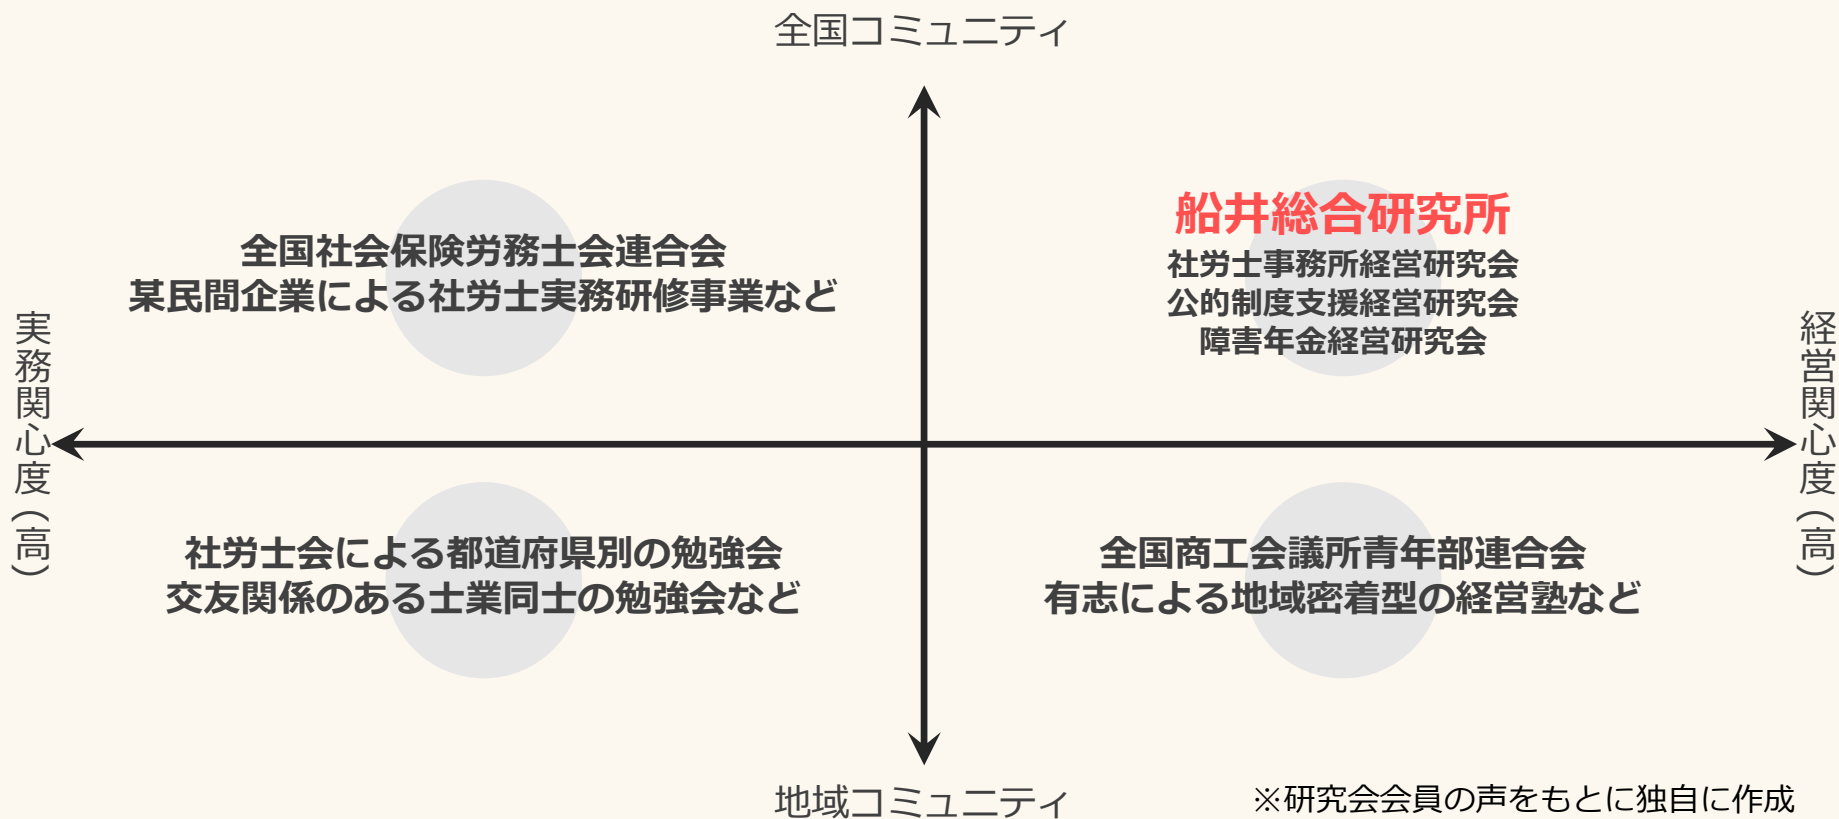 全国コミュニティ
船井総合研究所
全国社会保険労務士会連合会
某民間企業による社労士実務研修事業など
社労士事務所経営研究会
公的制度支援経営研究会
障害年金経営研究会
実務関心度(高)
経営関心度(高)
社労士会による都道府県別の勉強会
交友関係のある士業同士の勉強会など
全国商工会議所青年部連合会
有志による地域密着型の経営塾など
地域コミュニティ
※研究会会員の声をもとに独自に作成